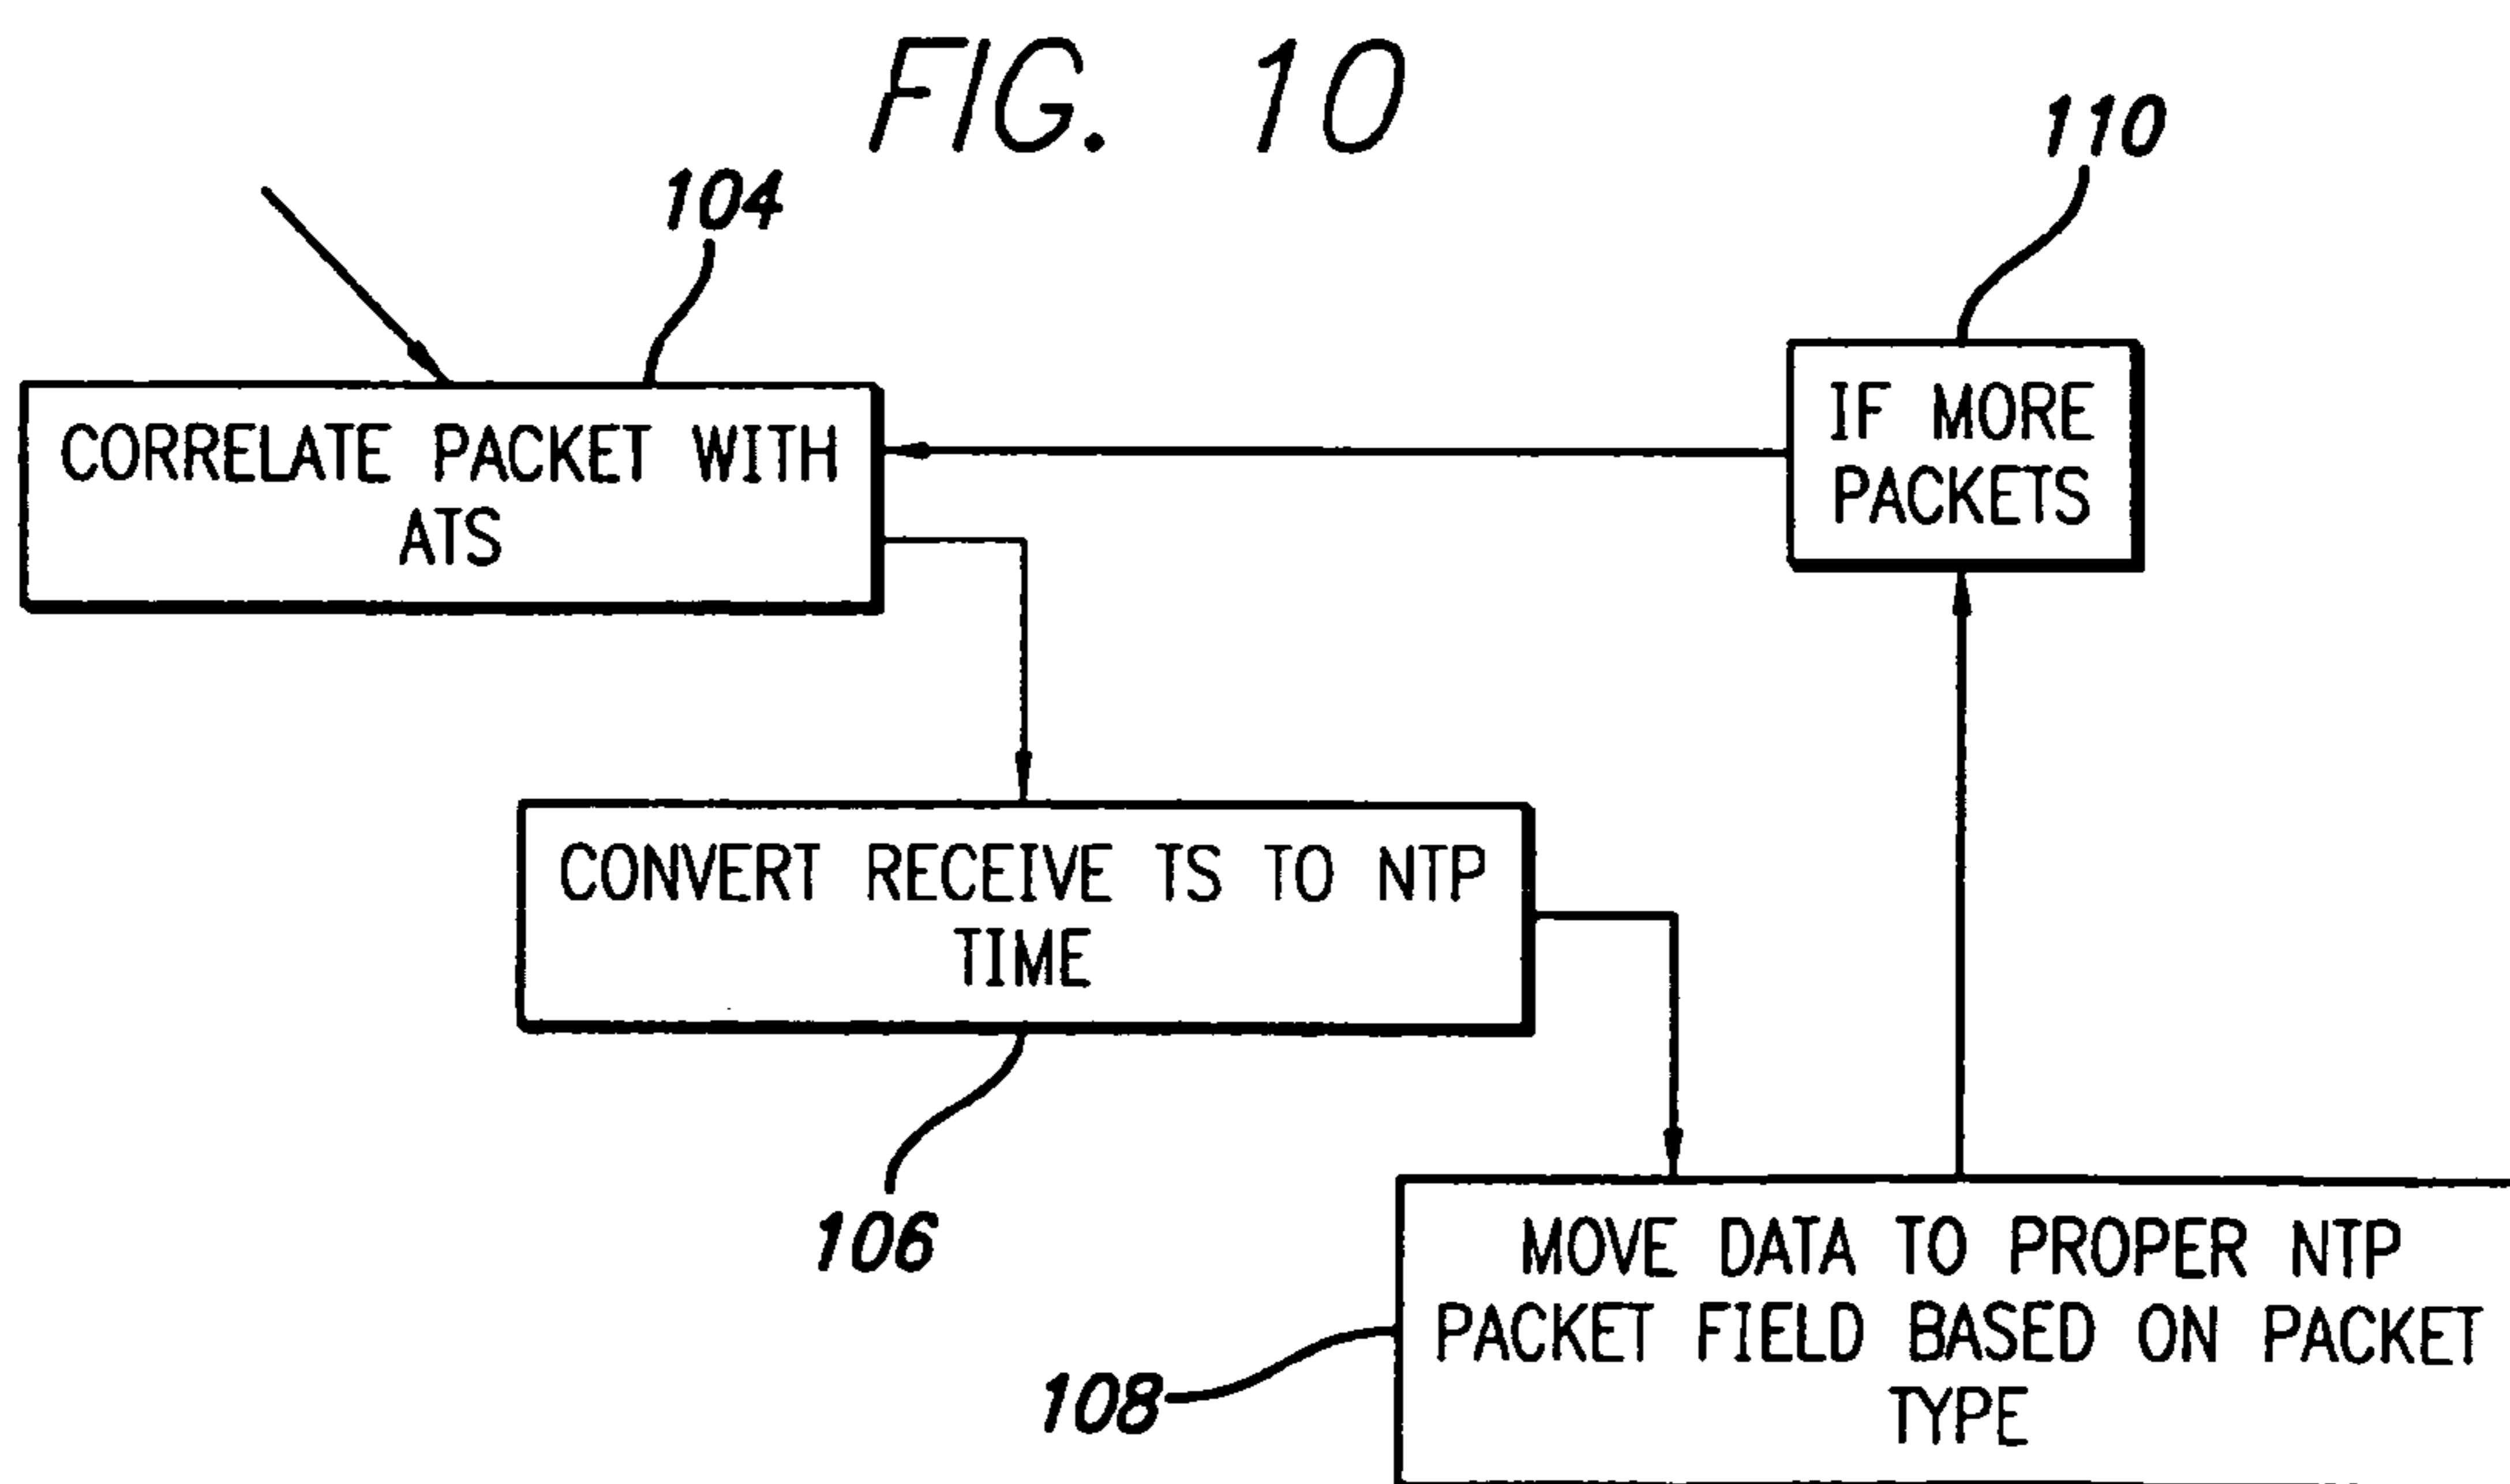 FIG. 10
104
110
CORRELATE PACKET WITH
ATS
IF MORE
PACKETS
CONVERT RECEIVE TS TO NTP
TIME
106
MOVE DATA TO PROPER NTP
PACKET FIELD BASED ON PACKET
TYPE
108